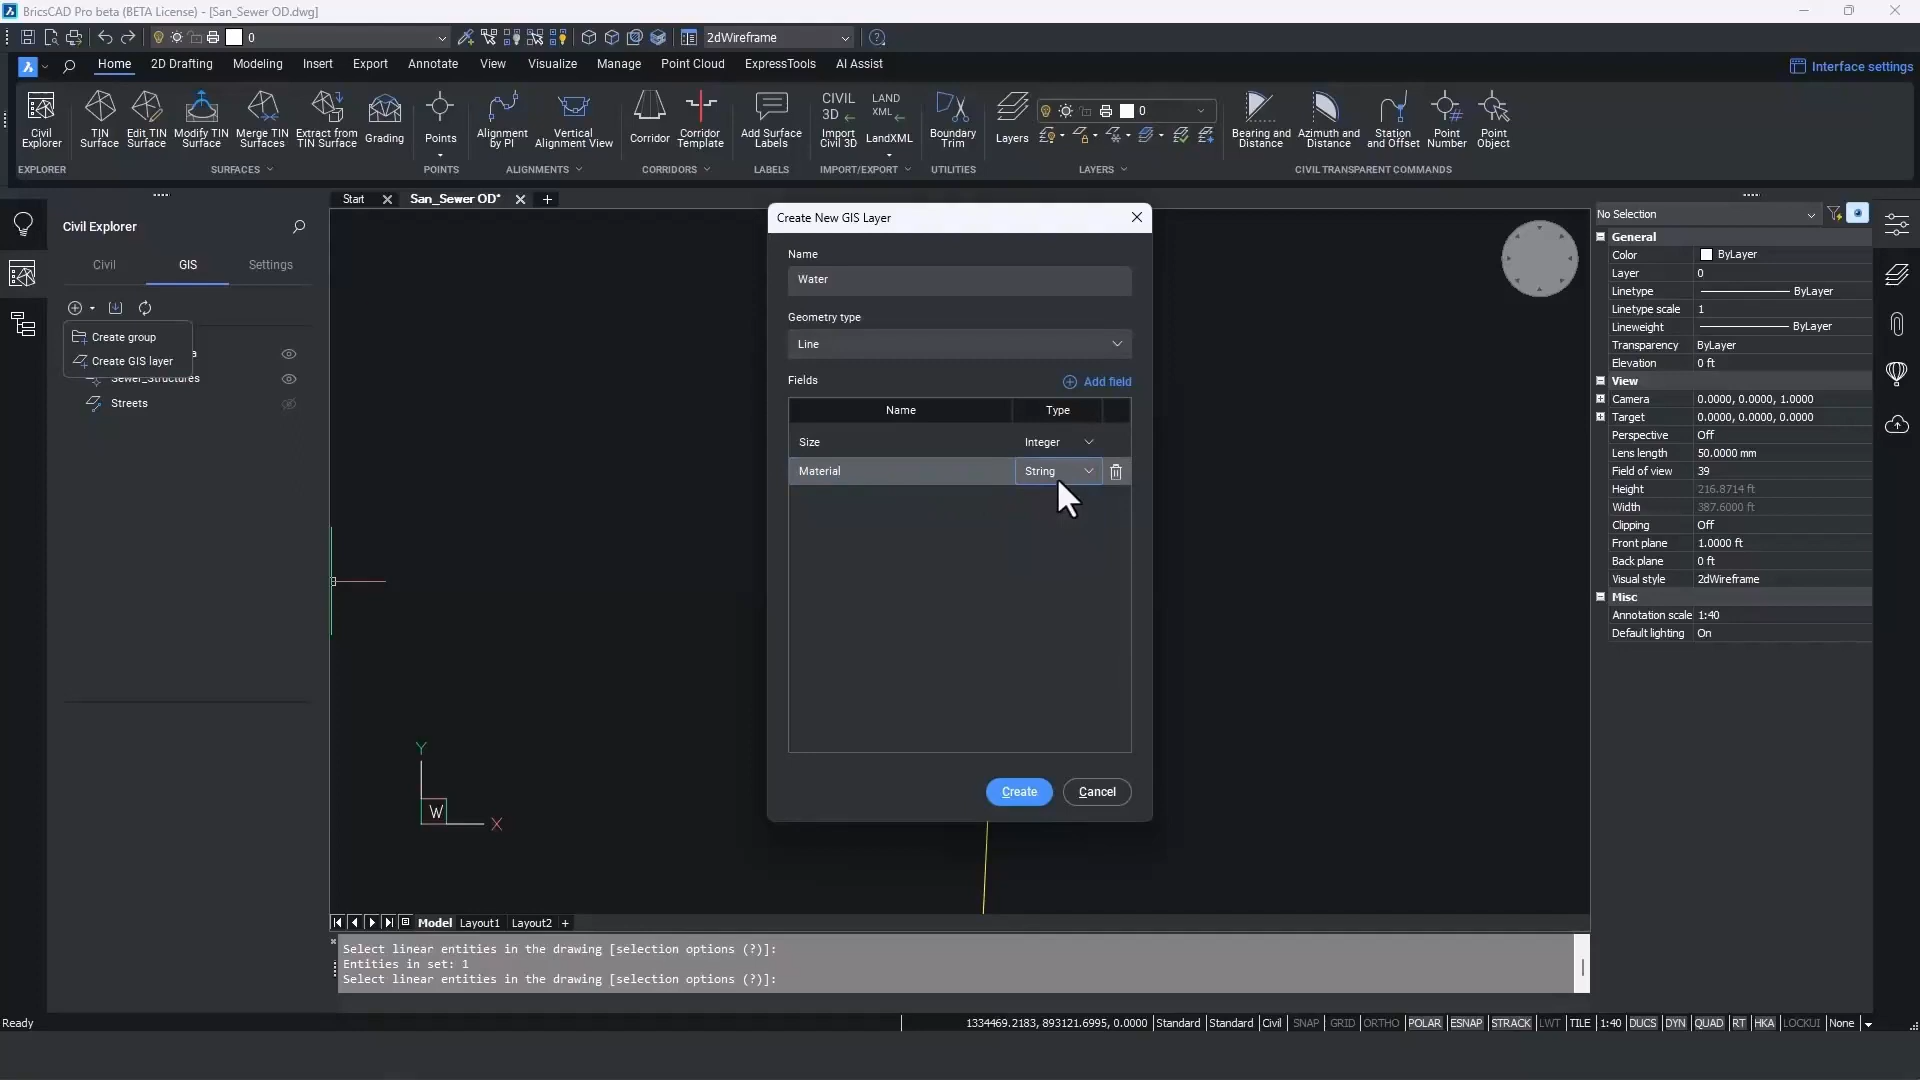 BricsCAD Pro beta (BETA License) - [San_Sewer OD.dwg]
0
2dWireframe
Home 2D Drafting Modeling Insert Export Annotate View Visualize Manage Point Cloud ExpressTools AI Assist
Interface settings
Civil Explorer
TIN Surface
Edit TIN Surface
Modify TIN Surface
Merge TIN Surfaces
Extract from TIN Surface
Grading
Points
Alignment by PI
Vertical Alignment View
Corridor
Corridor Template
Add Surface Labels
CIVIL 3D
Import Civil 3D
LAND XML
LandXML
Boundary Trim
Layers
0
Bearing and Distance
Azimuth and Distance
Station and Offset
Point Number
Point Object
EXPLORER SURFACES POINTS ALIGNMENTS CORRIDORS LABELS IMPORT/EXPORT UTILITIES LAYERS CIVIL TRANSPARENT COMMANDS
Start San_Sewer OD*
Civil Explorer
Civil GIS Settings
Create group
a
Create GIS layer
Sewer_Structures
Streets
Create New GIS Layer
Name
Water
Geometry type
Line
Fields Add field
Name Type
Size Integer
Material String
Create Cancel
Y
W X
No Selection
General
Color ByLayer
Layer 0
Linetype ByLayer
Linetype scale 1
Lineweight ByLayer
Transparency ByLayer
Elevation 0 ft
View
Camera 0.0000, 0.0000, 1.0000
Target 0.0000, 0.0000, 0.0000
Perspective Off
Lens length 50.0000 mm
Field of view 39
Height 216.8714 ft
Width 387.6000 ft
Clipping Off
Front plane 1.0000 ft
Back plane 0 ft
Visual style 2dWireframe
Misc
Annotation scale 1:40
Default lighting On
Model Layout1 Layout2 +
Select linear entities in the drawing [selection options (?)]:
Entities in set: 1
Select linear entities in the drawing [selection options (?)]:
Ready
1334469.2183, 893121.6995, 0.0000 Standard Standard Civil SNAP GRID ORTHO POLAR ESNAP STRACK LWT TILE 1:40 DUCS DYN QUAD RT HKA LOCKUI None